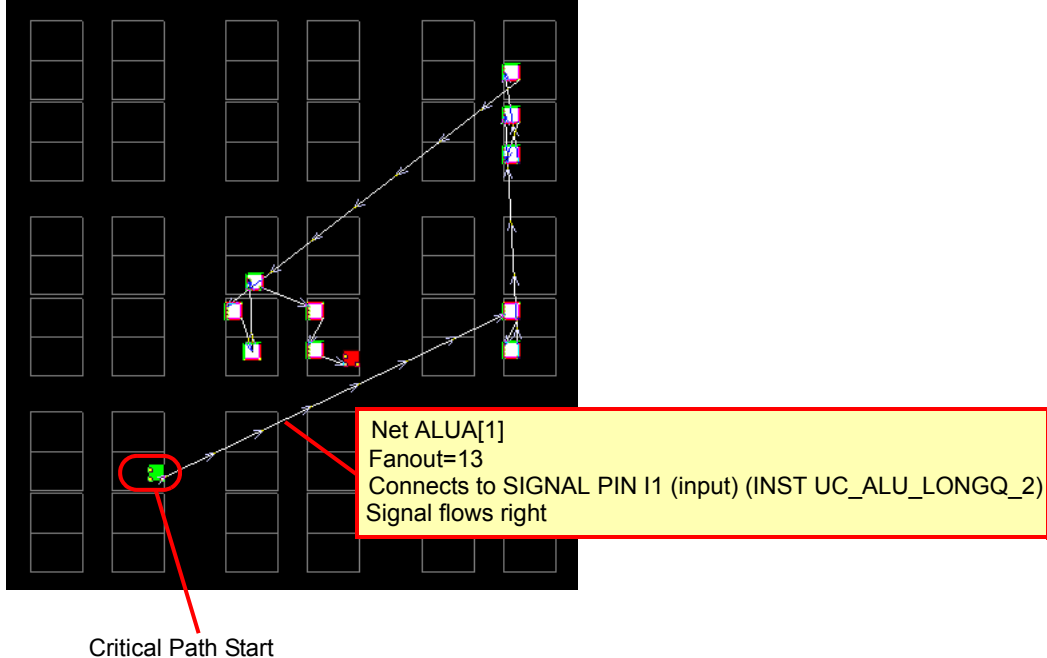 Net ALUA[1]
Fanout=13
Connects to SIGNAL PIN I1 (input) (INST UC_ALU_LONGQ_2)
Signal flows right
Critical Path Start